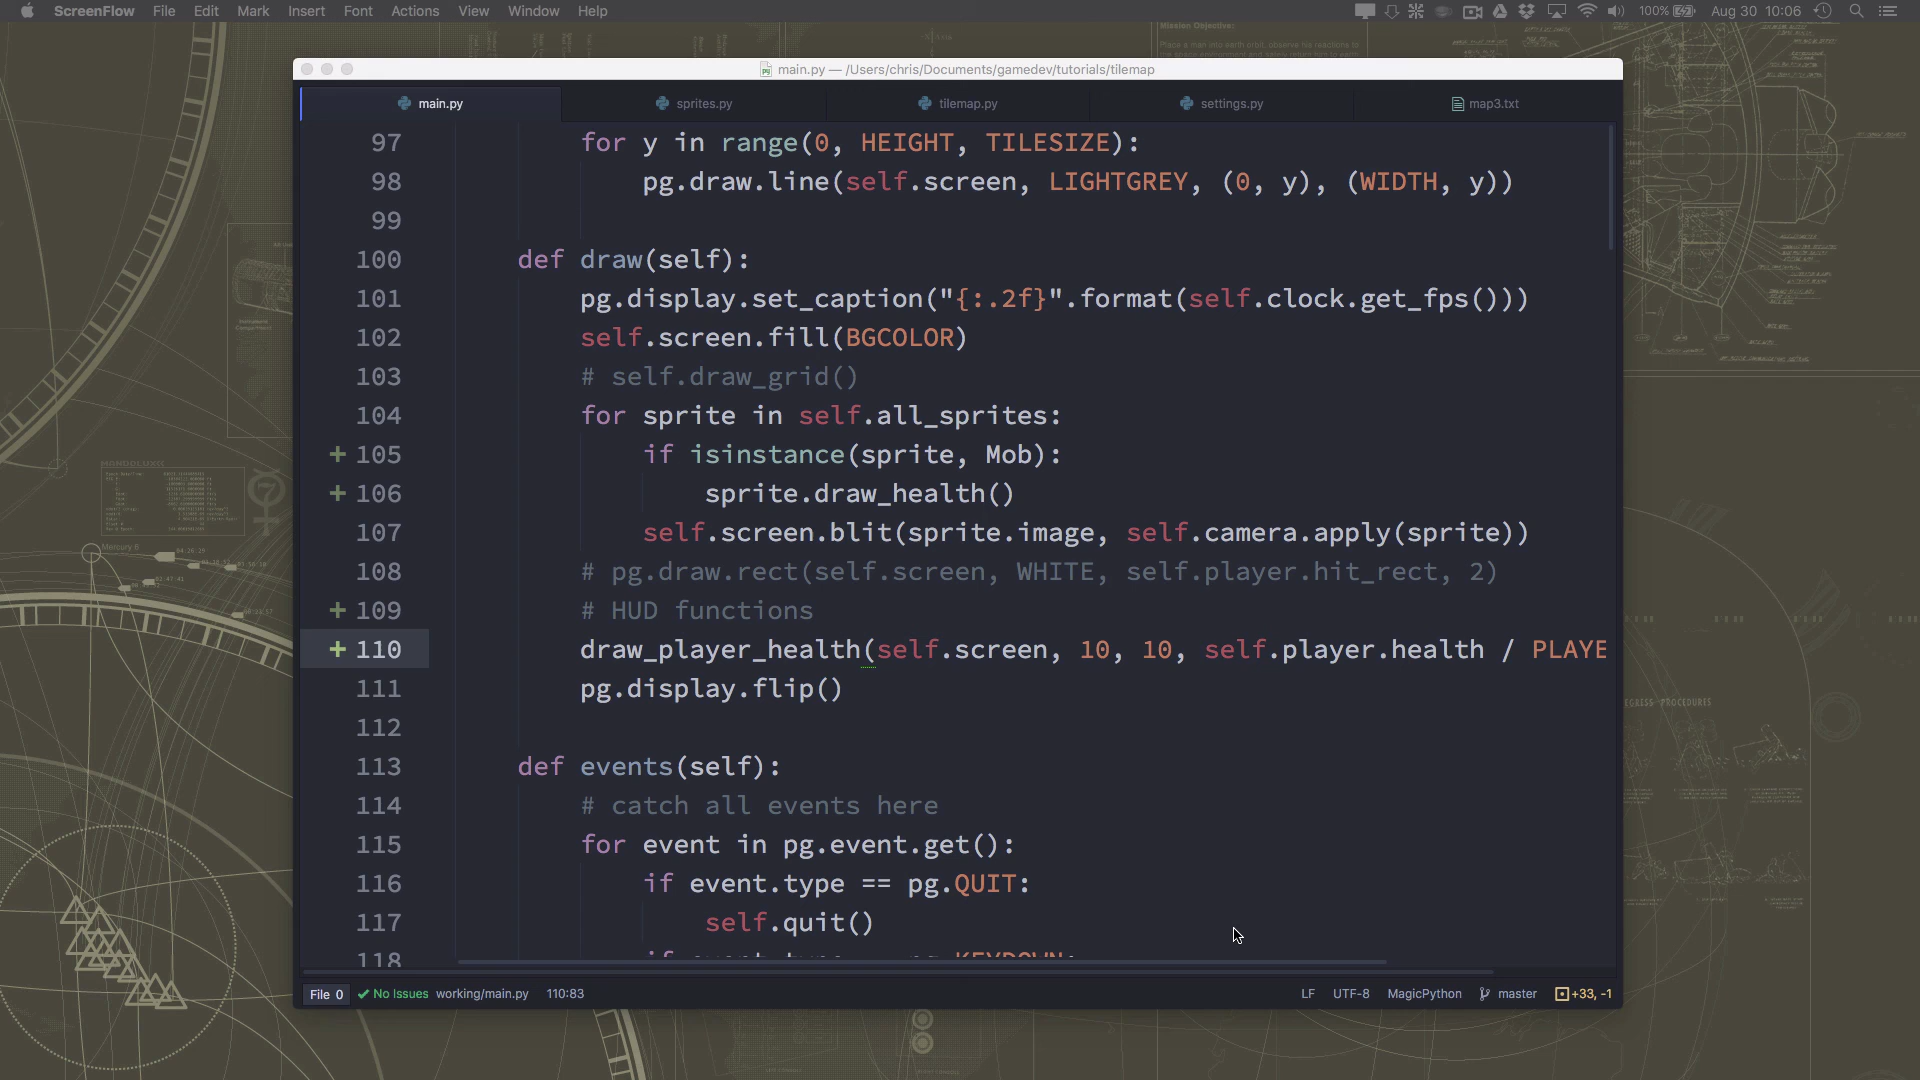 ScreenFlow File Edit Mark Insert Font Actions View Window Help 100% Aug 30 10:06
main.py — /Users/chris/Documents/gamedev/tutorials/tilemap
main.py sprites.py tilemap.py settings.py map3.txt
97 for y in range(0, HEIGHT, TILESIZE):
98 pg.draw.line(self.screen, LIGHTGREY, (0, y), (WIDTH, y))
99
100 def draw(self):
101 pg.display.set_caption("{:.2f}".format(self.clock.get_fps()))
102 self.screen.fill(BGCOLOR)
103 # self.draw_grid()
104 for sprite in self.all_sprites:
+ 105 if isinstance(sprite, Mob):
+ 106 sprite.draw_health()
107 self.screen.blit(sprite.image, self.camera.apply(sprite))
108 # pg.draw.rect(self.screen, WHITE, self.player.hit_rect, 2)
+ 109 # HUD functions
+ 110 draw_player_health(self.screen, 10, 10, self.player.health / PLAYE
111 pg.display.flip()
112
113 def events(self):
114 # catch all events here
115 for event in pg.event.get():
116 if event.type == pg.QUIT:
117 self.quit()
118
File 0 No Issues working/main.py 110:83 LF UTF-8 MagicPython master +33, -1
Mission Objective:
Mercury 6